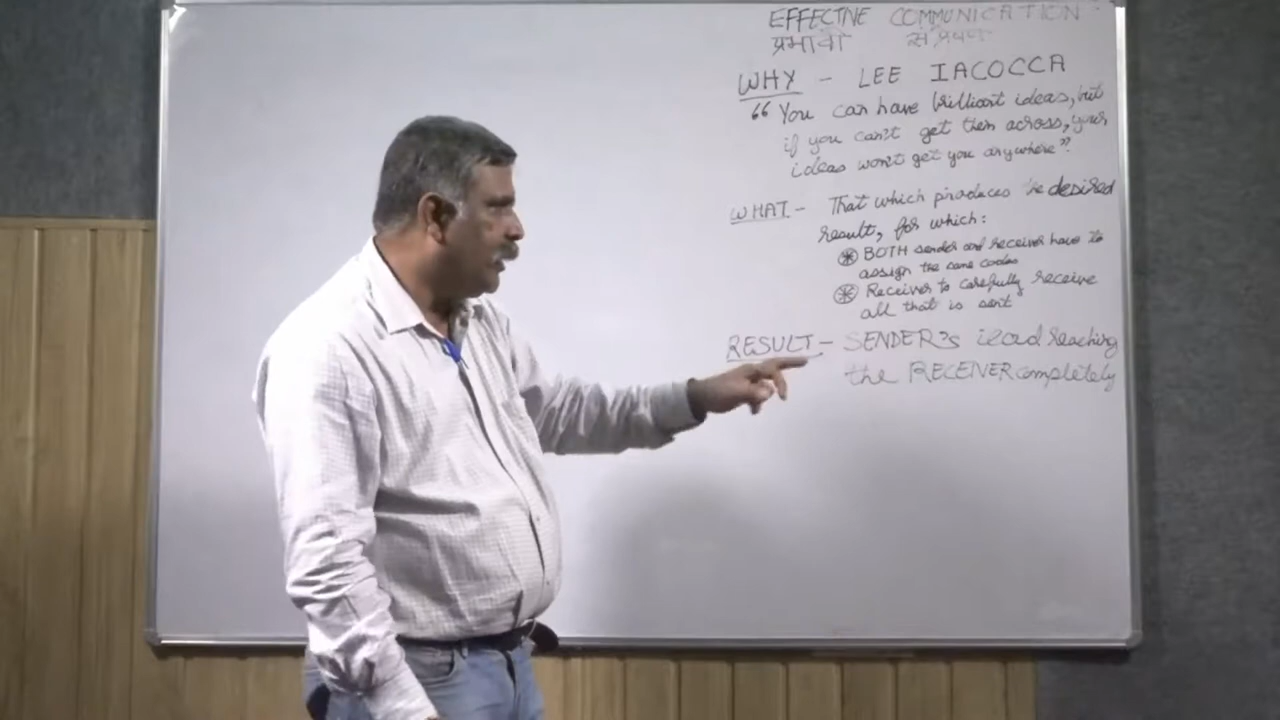 EFFECTIVE COMMUNICATION
प्रभावी संप्रेषण
WHY - LEE IACOCCA
"You can have brilliant ideas, but
if you can't get them across, your
ideas won't get you anywhere".
WHAT - That which produces the desired
result, for which:
BOTH sender and receiver have to
assign the same codes
Receiver to carefully receive
all that is sent
RESULT - SENDER's reaching
the RECEIVER completely